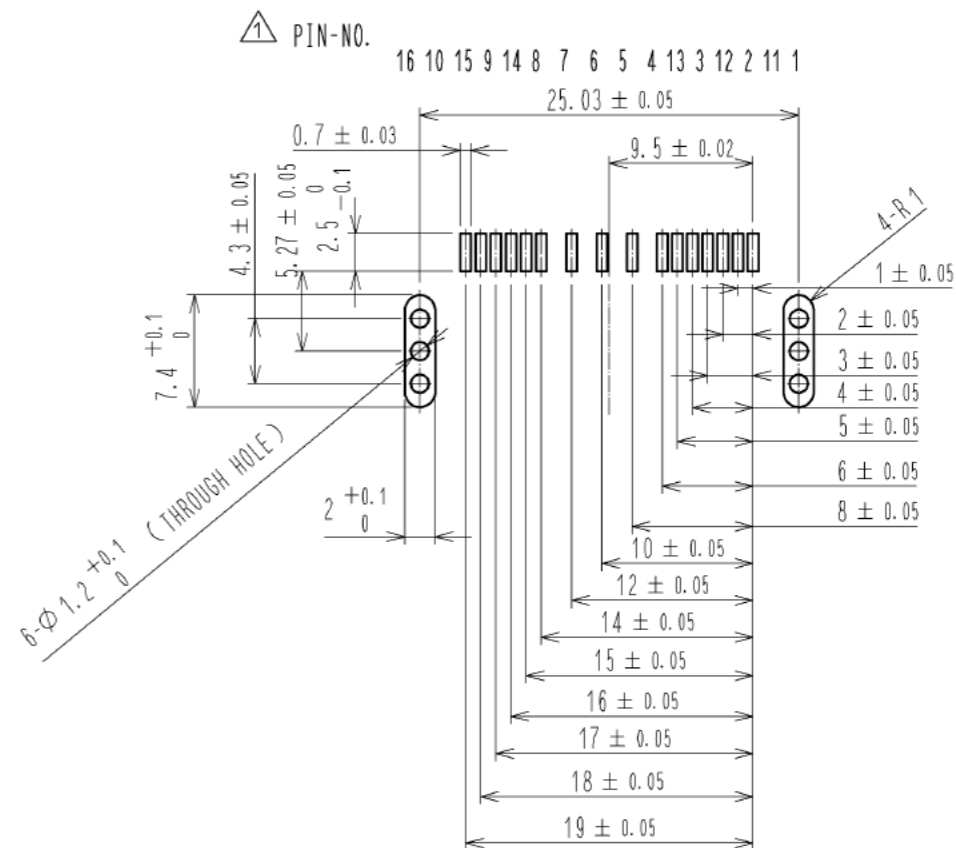 1 PIN-NO.
16 10 15 9 14 8 7 6 5 4 13 3 12 2 11 1
25.03 ± 0.05
0.7 ± 0.03
9.5 ± 0.02
4.3 ± 0.05
5.27 ± 0.05
2.5 0 -0.1
4-R1
1 ± 0.05
2 ± 0.05
7.4 +0.1 0
3 ± 0.05
4 ± 0.05
5 ± 0.05
6 ± 0.05
2 +0.1 0
8 ± 0.05
6-Ø1.2 +0.1 0 (THROUGH HOLE)
10 ± 0.05
12 ± 0.05
14 ± 0.05
15 ± 0.05
16 ± 0.05
17 ± 0.05
18 ± 0.05
19 ± 0.05